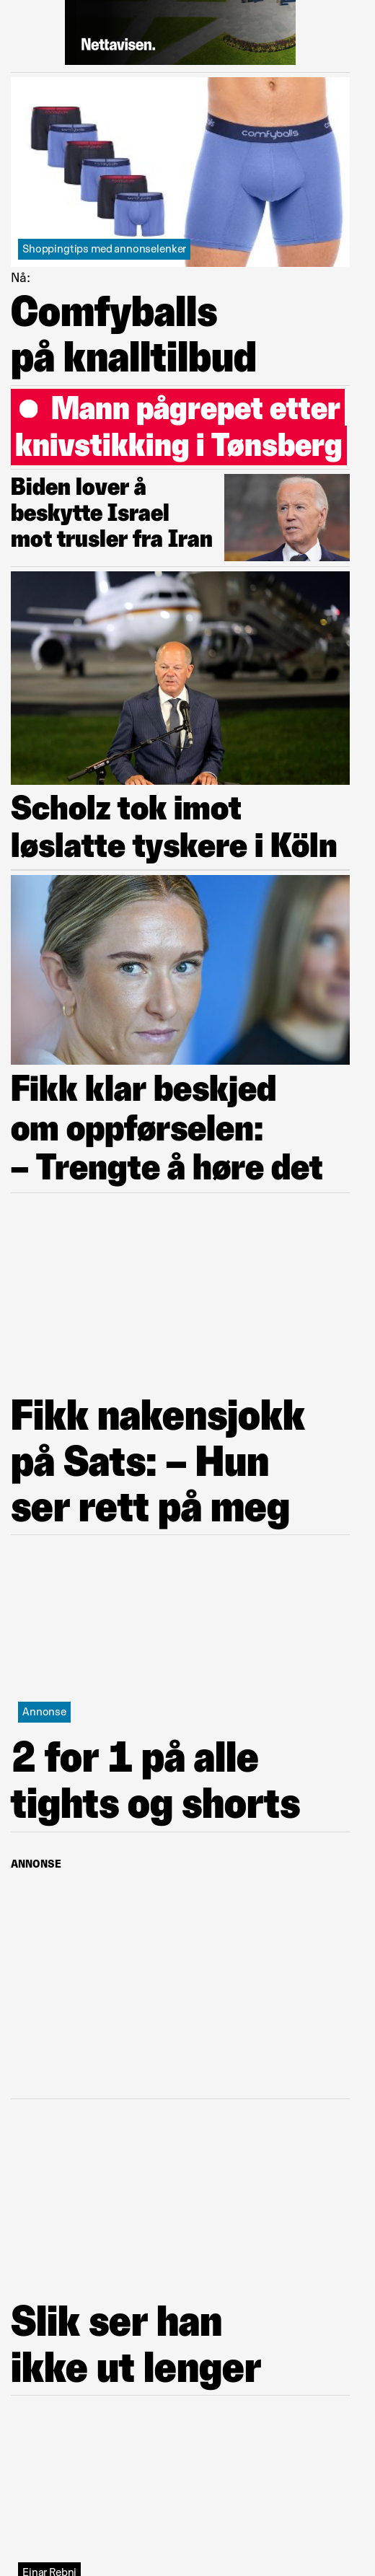 Nettavisen.
comfyballs
Shoppingtips med annonselenker
Nå:
Comfyballs
på knalltilbud
Mann pågrepet etter
knivstikking i Tønsberg
Biden lover å
beskytte Israel
mot trusler fra Iran
Scholz tok imot
løslatte tyskere i Köln
Fikk klar beskjed
om oppførselen:
– Trengte å høre det
Fikk nakensjokk
på Sats: – Hun
ser rett på meg
Annonse
2 for 1 på alle
tights og shorts
ANNONSE
Slik ser han
ikke ut lenger
Einar Rebni